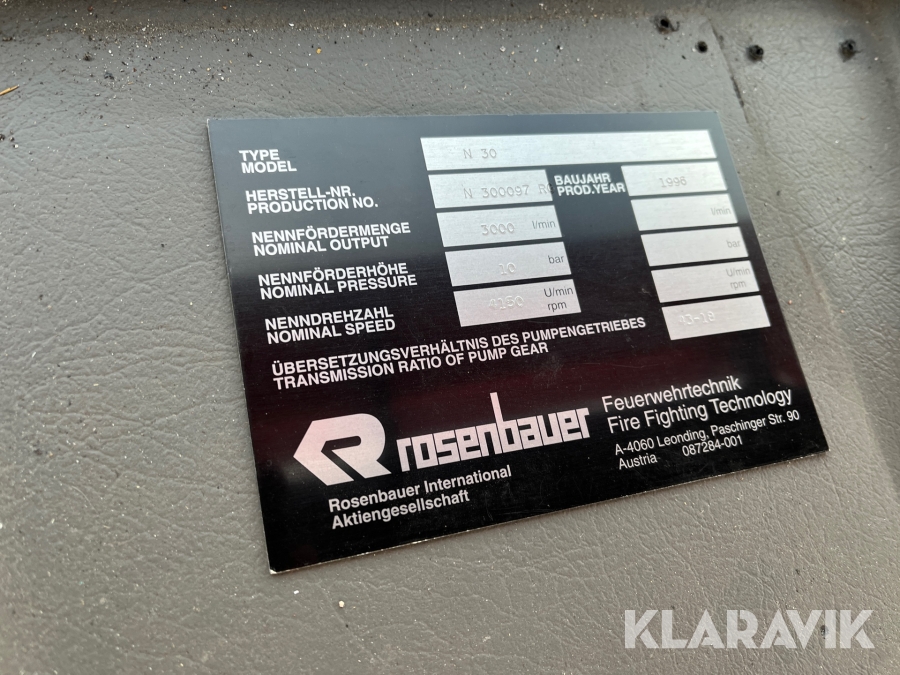 TYPE
MODEL
N 30
HERSTELL-NR.
PRODUCTION NO.
N 300097
BAUJAHR
PROD.YEAR
1996
NENNFÖRDERMENGE
NOMINAL OUTPUT
3000 l/min
l/min
NENNFÖRDERHÖHE
NOMINAL PRESSURE
10 bar
bar
NENNDREHZAHL
NOMINAL SPEED
4150 U/min
rpm
U/min
rpm
ÜBERSETZUNGSVERHÄLTNIS DES PUMPENGETRIEBES
TRANSMISSION RATIO OF PUMP GEAR
R rosenbauer
Feuerwehrtechnik
Fire Fighting Technology
A-4060 Leonding, Paschinger Str. 90
Austria 087284-001
Rosenbauer International
Aktiengesellschaft
KLARAVIK